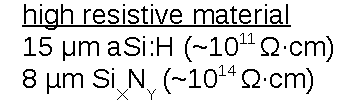 high resistive material
15 µm aSi:H (~10¹¹ Ω·cm)
8 µm SiₓNᵧ (~10¹⁴ Ω·cm)